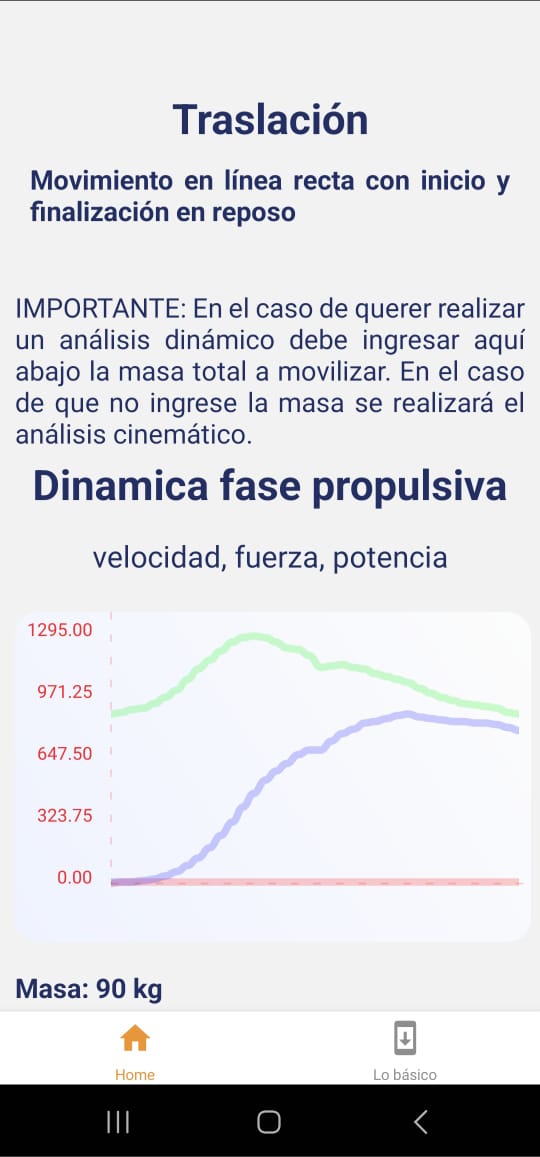 Traslación
Movimiento en línea recta con inicio y
finalización en reposo
IMPORTANTE: En el caso de querer realizar
un análisis dinámico debe ingresar aquí
abajo la masa total a movilizar. En el caso
de que no ingrese la masa se realizará el
análisis cinemático.
Dinamica fase propulsiva
velocidad, fuerza, potencia
1295.00
971.25
647.50
323.75
0.00
Masa: 90 kg
Home
Lo básico